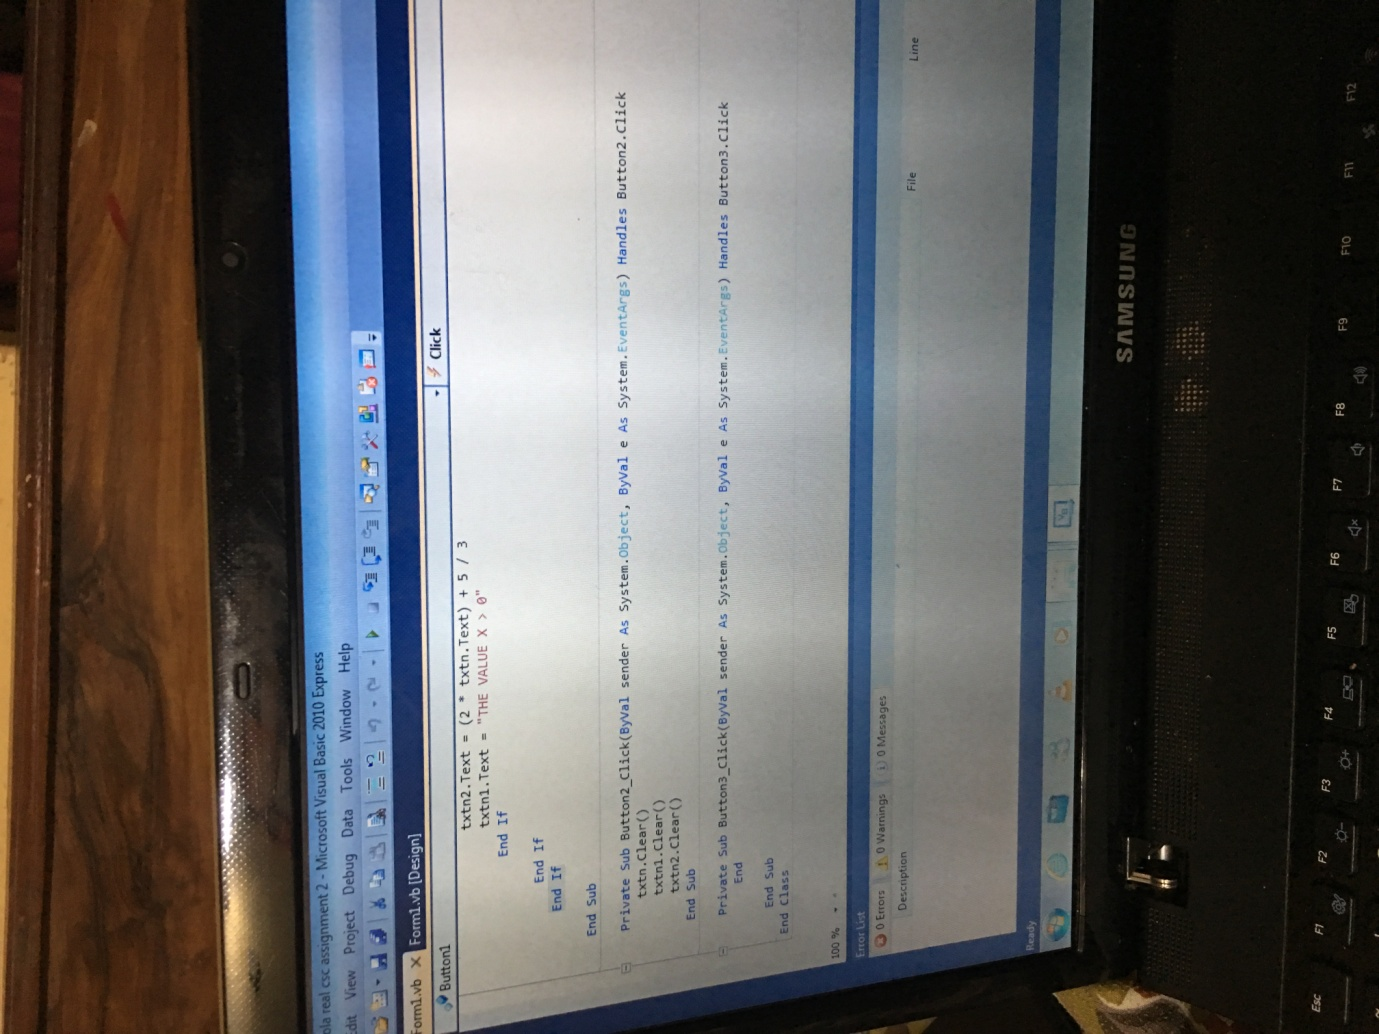 real csc assignment 2 - Microsoft Visual Basic 2010 Express
View Project Debug Data Tools Window Help
Form1.vb X Form1.vb [Design]
Button1 Click
txtn2.Text = (2 * txtn.Text) + 5 / 3
txtn1.Text = "THE VALUE X > 0"
End If
End If
End If
End Sub
Private Sub Button2_Click(ByVal sender As System.Object, ByVal e As System.EventArgs) Handles Button2.Click
txtn.Clear()
txtn1.Clear()
txtn2.Clear()
End Sub
Private Sub Button3_Click(ByVal sender As System.Object, ByVal e As System.EventArgs) Handles Button3.Click
End
End Sub
End Class
100 %
Error List
0 Errors 0 Warnings 0 Messages
Description File Line
Ready
SAMSUNG
Esc F1 F2 F3 F4 F5 F6 F7 F8 F9 F10 F11 F12